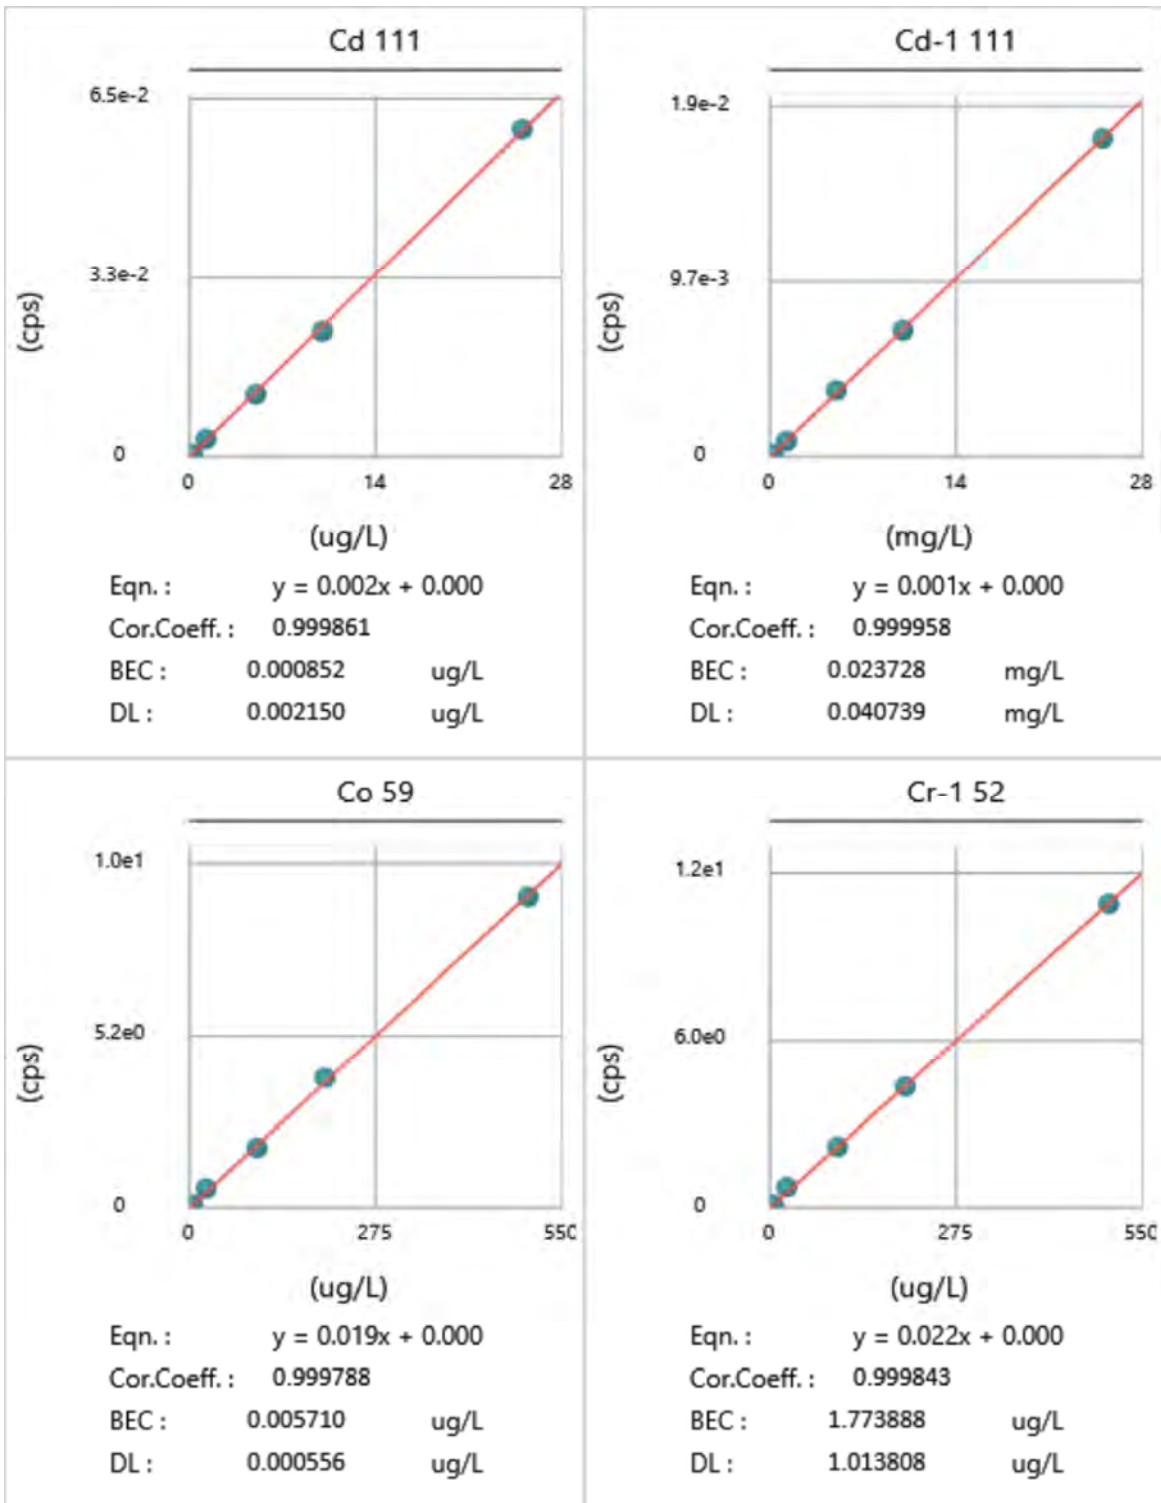 Cd 111
6.5e-2
3.3e-2
0
(cps)
0 14 28
(ug/L)
Eqn. : y = 0.002x + 0.000
Cor.Coeff. : 0.999861
BEC : 0.000852 ug/L
DL : 0.002150 ug/L
Cd-1 111
1.9e-2
9.7e-3
0
(cps)
0 14 28
(mg/L)
Eqn. : y = 0.001x + 0.000
Cor.Coeff. : 0.999958
BEC : 0.023728 mg/L
DL : 0.040739 mg/L
Co 59
1.0e1
5.2e0
0
(cps)
0 275 550
(ug/L)
Eqn. : y = 0.019x + 0.000
Cor.Coeff. : 0.999788
BEC : 0.005710 ug/L
DL : 0.000556 ug/L
Cr-1 52
1.2e1
6.0e0
0
(cps)
0 275 550
(ug/L)
Eqn. : y = 0.022x + 0.000
Cor.Coeff. : 0.999843
BEC : 1.773888 ug/L
DL : 1.013808 ug/L